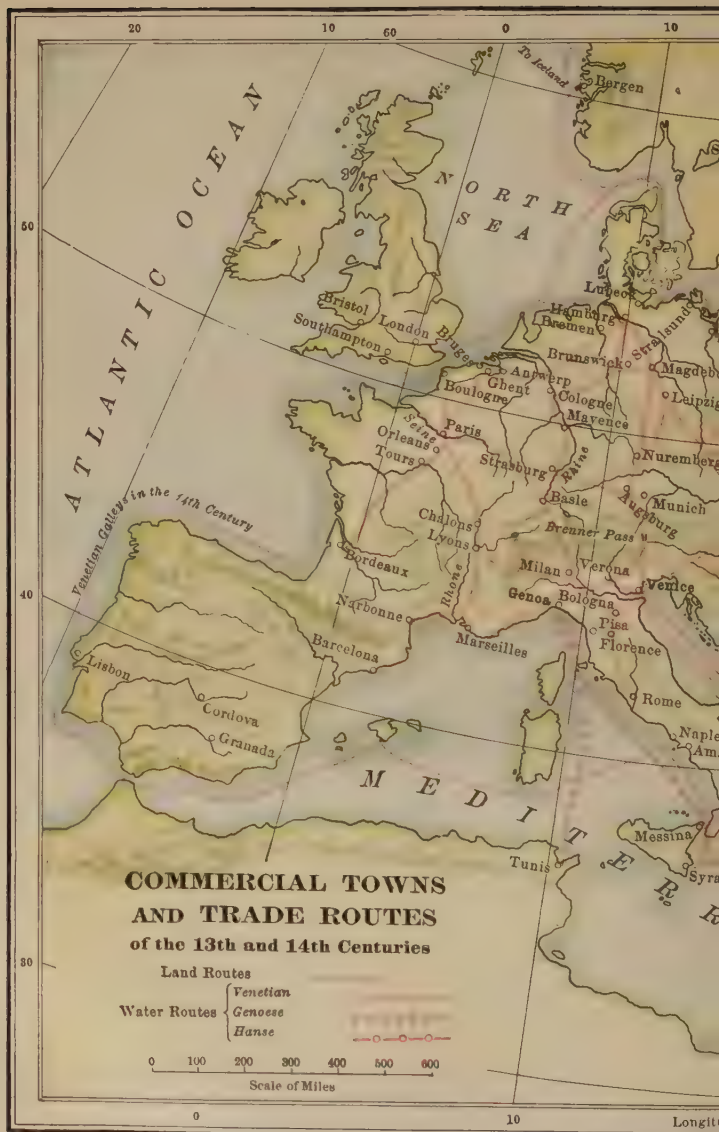 20
10
60
0
10
To Iceland
Bergen
ATLANTIC OCEAN
NORTH
SEA
50
Lubeck
Hamburg
Bremen
Stralsund
Bristol
London
Southampton
Bruges
Brunswick
Magdeb
Antwerp
Ghent
Boulogne
Cologne
Leipzig
Mayence
Seine
Paris
Orleans
Tours
Strasburg
Rhine
Nuremberg
Basle
Augsburg
Munich
Chalons
Lyons
Brenner Pass
Venetian Galleys in the 14th Century
Bordeaux
Rhone
Milan
Verona
Venice
40
Narbonne
Genoa
Bologna
Pisa
Marseilles
Florence
Barcelona
Lisbon
Cordova
Rome
Granada
Naple
Am
MEDITERR
Messina
Tunis
Syra
COMMERCIAL TOWNS
AND TRADE ROUTES
of the 13th and 14th Centuries
30
Land Routes
Water Routes
Venetian
Genoese
Hanse
0 100 200 300 400 500 600
Scale of Miles
0
10
Longitu